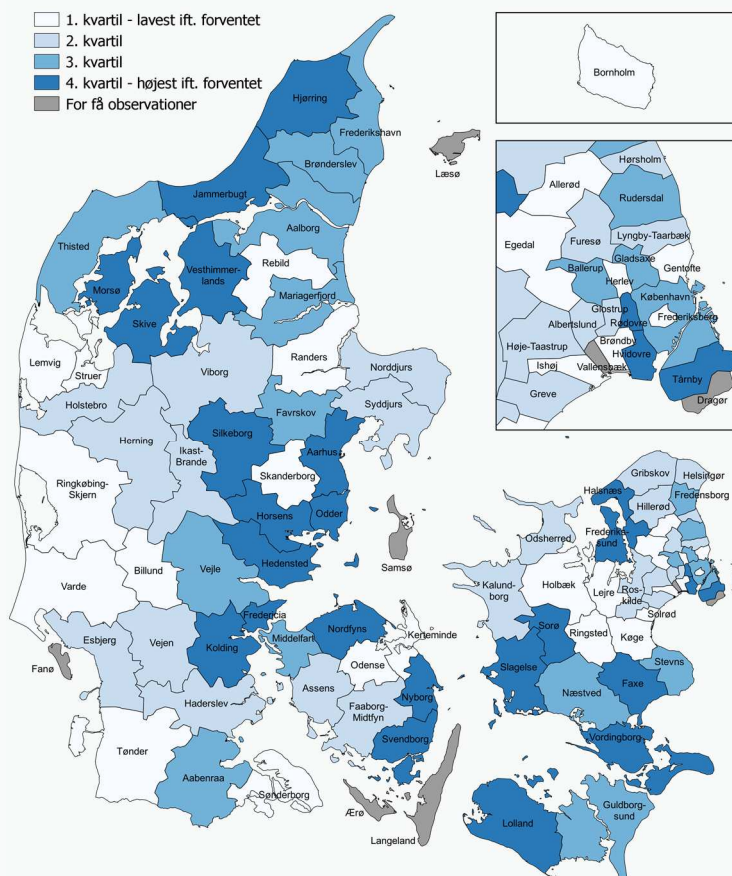 1. kvartil - lavest ift. forventet
2. kvartil
3. kvartil
4. kvartil - højest ift. forventet
For få observationer
Bornholm
Hjørring
Frederikshavn
Brønderslev
Læsø
Jammerbugt
Aalborg
Thisted
Vesthimmer-
lands
Rebild
Morsø
Mariagerfjord
Skive
Lemvig
Struer
Viborg
Randers
Norddjurs
Holstebro
Favrskov
Syddjurs
Silkeborg
Herning
Ikast-
Brande
Aarhus
Skanderborg
Ringkøbing-
Skjern
Horsens
Odder
Hedensted
Samsø
Billund
Vejle
Varde
Fredericia
Nordfyns
Kerteminde
Esbjerg
Vejen
Kolding
Middelfart
Odense
Fanø
Assens
Nyborg
Haderslev
Faaborg-
Midtfyn
Svendborg
Tønder
Aabenraa
Sønderborg
Ærø
Langeland
Hørsholm
Allerød
Rudersdal
Egedal
Furesø
Lyngby-Taarbæk
Gladsaxe
Ballerup
Gentofte
Herlev
København
Glostrup
Frederiksberg
Albertslund
Rødovre
Brøndby
Høje-Taastrup
Hvidovre
Ishøj
Vallensbæk
Tårnby
Greve
Dragør
Gribskov
Helsingør
Halsnæs
Fredensborg
Hillerød
Frederiks-
sund
Odsherred
Kalund-
borg
Holbæk
Lejre
Ros-
kilde
Solrød
Sorø
Ringsted
Køge
Slagelse
Stevns
Næstved
Faxe
Vordingborg
Lolland
Guldborg-
sund